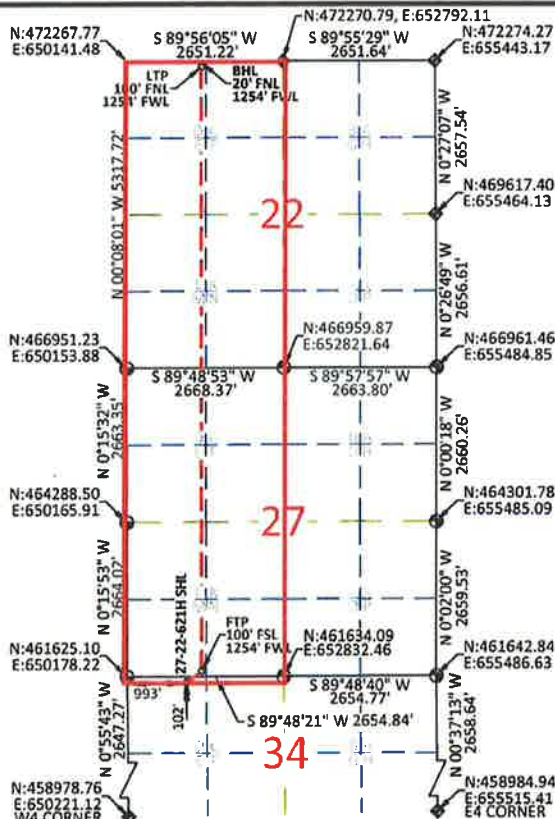 N:472267.77
E:650141.48
S 89°56'05" W
2651.22'
N:472270.79, E:652792.11
S 89°55'29" W
2651.64'
N:472274.27
E:655443.17
LTP
100' FNL
1254' FWL
BHL
20' FNL
1254' FWL
N 0°27'07" W
2657.54'
N 00°08'01" W 5317.72'
N:469617.40
E:655464.13
22
N 0°26'49" W
2656.61'
N:466951.23
E:650153.88
N:466959.87
E:652821.64
N:466961.46
E:655484.85
S 89°48'53" W
2668.37'
S 89°57'57" W
2663.80'
N 0°15'32" W
2663.35'
N 0°00'18" W
2660.26'
N:464288.50
E:650165.91
N:464301.78
E:655485.09
27
N 0°15'53" W
2664.02'
27-22-621H SHL
N 0°02'00" W
2659.53'
FTP
100' FSL
1254' FWL
N:461625.10
E:650178.22
N:461634.09
E:652832.46
N:461642.84
E:655486.63
993'
102'
S 89°48'40" W
2654.77'
S 89°48'21" W 2654.84'
N 0°55'43" W
2647.27'
34
N 00°37'13" W
2658.64'
N:458978.76
E:650221.12
W4 CORNER
N:458984.94
E:655515.41
E4 CORNER